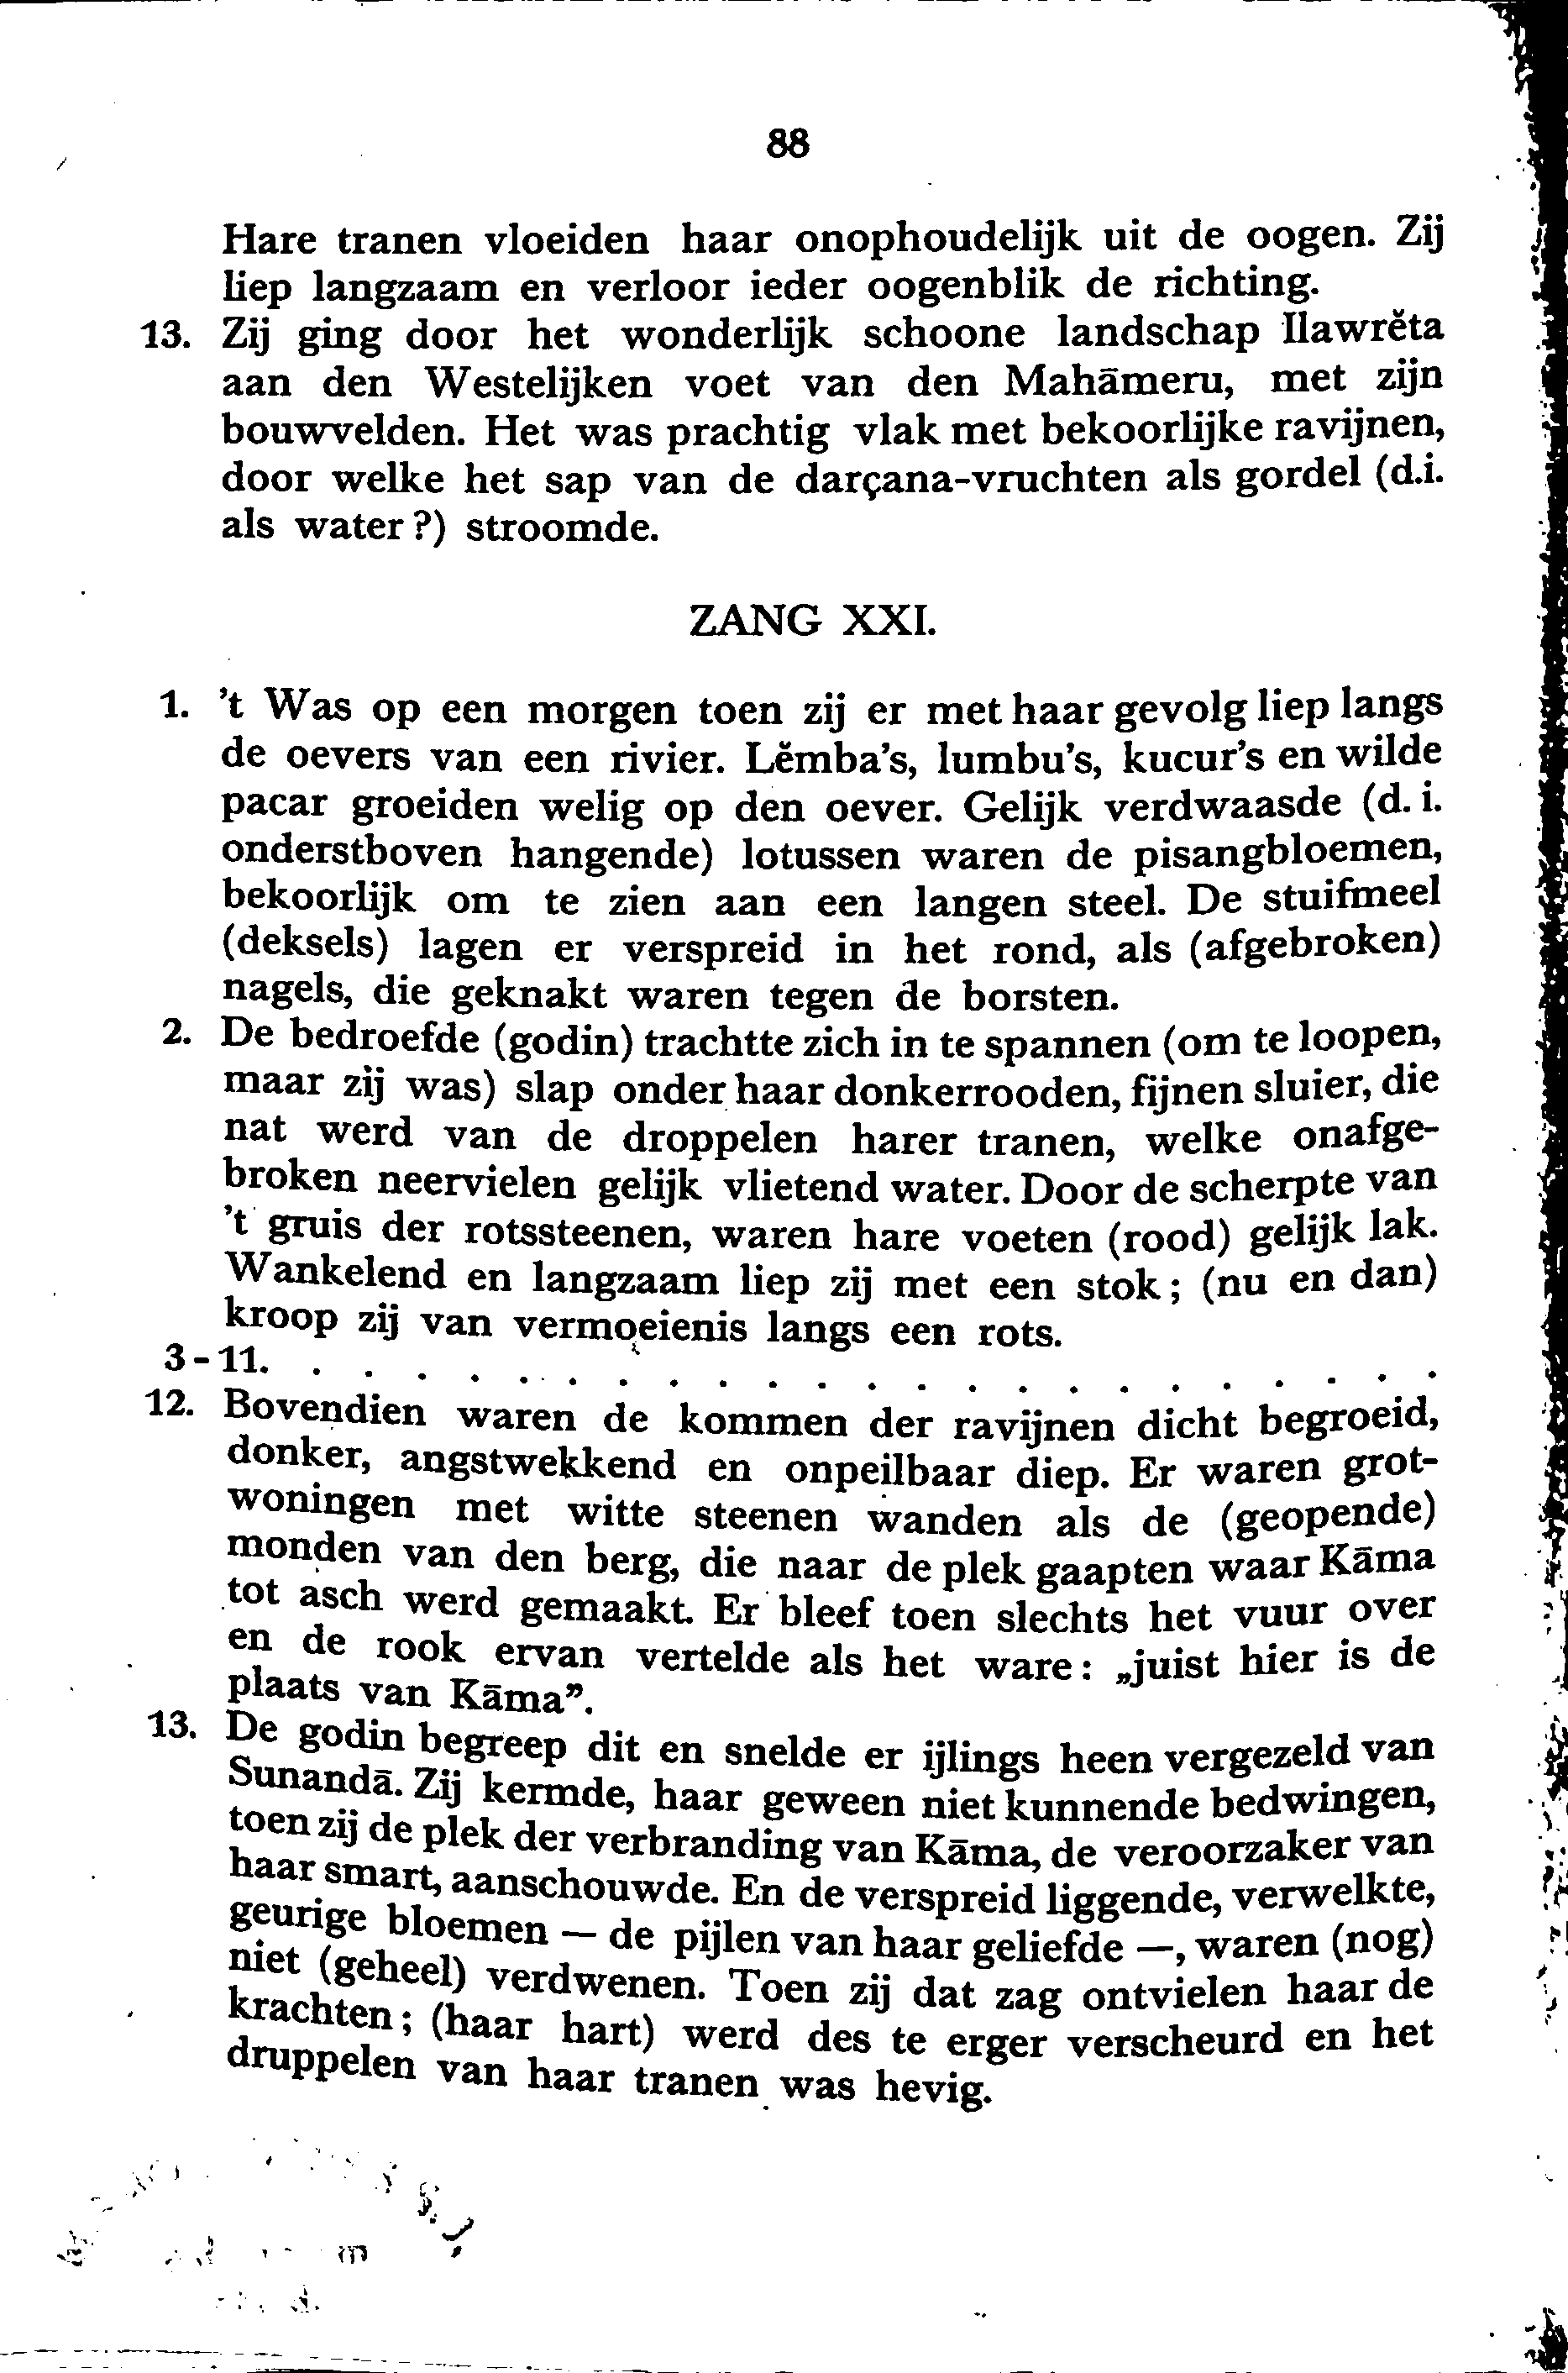 88
Hare tranen vloeiden haar onophoudelijk uit de oogen. Zij
liep langzaam en verloor ieder oogenblik de richting.
13. Zij ging door het wonderlijk schoone landschap Ilawrĕta
aan den Westelijken voet van den Mahāmeru, met zijn
bouwvelden. Het was prachtig vlak met bekoorlijke ravijnen,
door welke het sap van de darçana-vruchten als gordel (d.i.
als water?) stroomde.
ZANG XXI.
1. 't Was op een morgen toen zij er met haar gevolg liep langs
de oevers van een rivier. Lĕmba's, lumbu's, kucur's en wilde
pacar groeiden welig op den oever. Gelijk verdwaasde (d. i.
onderstboven hangende) lotussen waren de pisangbloemen,
bekoorlijk om te zien aan een langen steel. De stuifmeel
(deksels) lagen er verspreid in het rond, als (afgebroken)
nagels, die geknakt waren tegen de borsten.
2. De bedroefde (godin) trachtte zich in te spannen (om te loopen,
maar zij was) slap onder haar donkerrooden, fijnen sluier, die
nat werd van de droppelen harer tranen, welke onafge-
broken neervielen gelijk vlietend water. Door de scherpte van
't gruis der rotssteenen, waren hare voeten (rood) gelijk lak.
Wankelend en langzaam liep zij met een stok; (nu en dan)
kroop zij van vermoeienis langs een rots.
3-11. . . . . . . . . . . . . . . . . . . . . . . .
12. Bovendien waren de kommen der ravijnen dicht begroeid,
donker, angstwekkend en onpeilbaar diep. Er waren grot-
woningen met witte steenen wanden als de (geopende)
monden van den berg, die naar de plek gaapten waar Kāma
tot asch werd gemaakt. Er bleef toen slechts het vuur over
en de rook ervan vertelde als het ware: „juist hier is de
plaats van Kāma”.
13. De godin begreep dit en snelde er ijlings heen vergezeld van
Sunandā. Zij kermde, haar geween niet kunnende bedwingen,
toen zij de plek der verbranding van Kāma, de veroorzaker van
haar smart, aanschouwde. En de verspreid liggende, verwelkte,
geurige bloemen — de pijlen van haar geliefde —, waren (nog)
niet (geheel) verdwenen. Toen zij dat zag ontvielen haar de
krachten; (haar hart) werd des te erger verscheurd en het
druppelen van haar tranen was hevig.